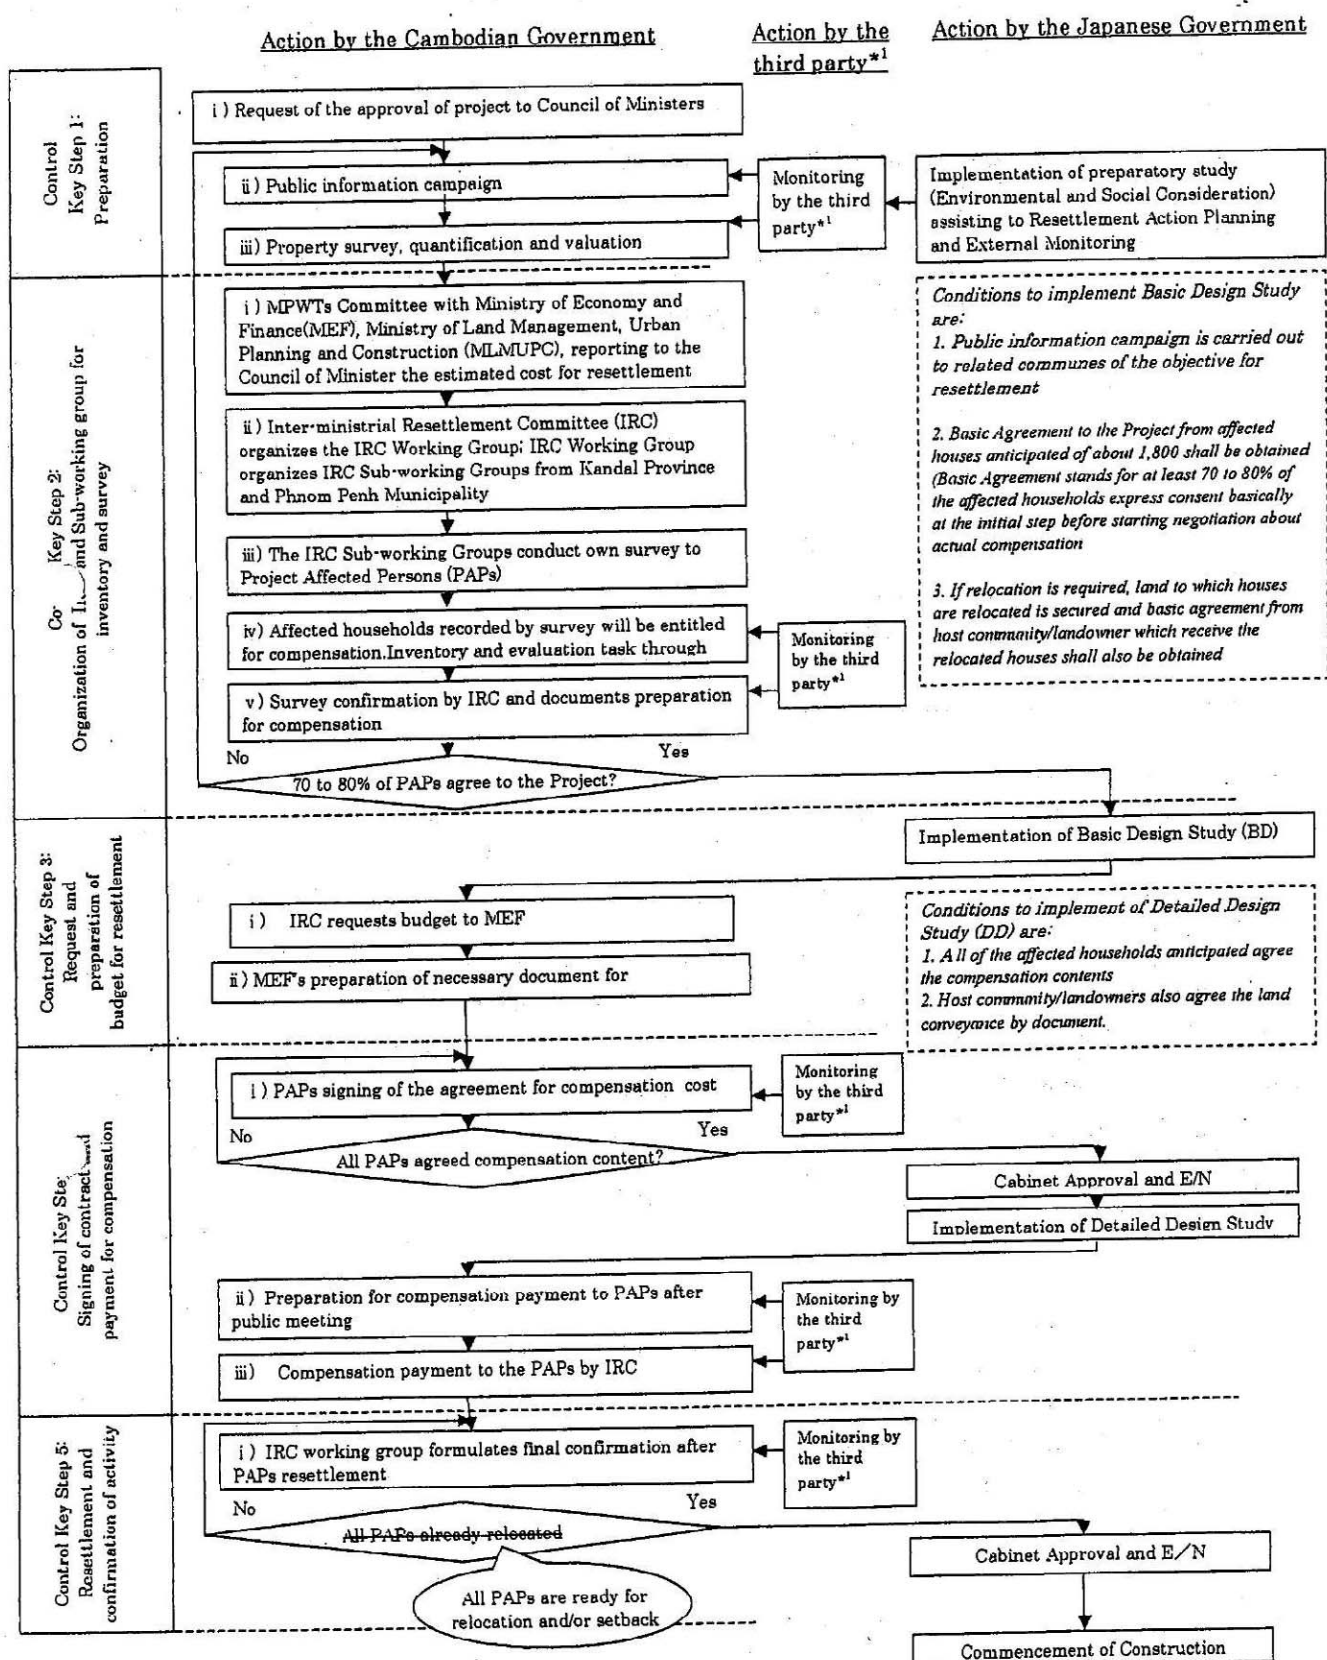 Action by the Cambodian Government
Action by the
third party*1
Action by the Japanese Government
Control
Key Step 1:
Preparation
i ) Request of the approval of project to Council of Ministers
ii ) Public information campaign
iii ) Property survey, quantification and valuation
Monitoring
by the third
party*1
Implementation of preparatory study
(Environmental and Social Consideration)
assisting to Resettlement Action Planning
and External Monitoring
Key Step 2:
Organization of and Sub-working group for
inventory and survey
i ) MPWTs Committee with Ministry of Economy and
Finance(MEF), Ministry of Land Management, Urban
Planning and Construction (MLMUPC), reporting to the
Council of Minister the estimated cost for resettlement
ii ) Inter-ministrial Resettlement Committee (IRC)
organizes the IRC Working Group; IRC Working Group
organizes IRC Sub-working Groups from Kandal Province
and Phnom Penh Municipality
iii ) The IRC Sub-working Groups conduct own survey to
Project Affected Persons (PAPs)
iv ) Affected households recorded by survey will be entitled
for compensation.Inventory and evaluation task through
v ) Survey confirmation by IRC and documents preparation
for compensation
Monitoring
by the third
party*1
No
Yes
70 to 80% of PAPs agree to the Project?
Conditions to implement Basic Design Study
are:
1. Public information campaign is carried out
to related communes of the objective for
resettlement
2. Basic Agreement to the Project from affected
houses anticipated of about 1,800 shall be obtained
(Basic Agreement stands for at least 70 to 80% of
the affected households express consent basically
at the initial step before starting negotiation about
actual compensation
3. If relocation is required, land to which houses
are relocated is secured and basic agreement from
host community/landowner which receive the
relocated houses shall also be obtained
Control Key Step 3:
Request and
preparation of
budget for resettlement
Implementation of Basic Design Study (BD)
i ) IRC requests budget to MEF
ii ) MEF's preparation of necessary document for
Conditions to implement of Detailed Design
Study (DD) are:
1. All of the affected households anticipated agree
the compensation contents
2. Host community/landowners also agree the land
conveyance by document.
Control Key Ste
Signing of contract and
payment for compensation
i ) PAPs signing of the agreement for compensation cost
Monitoring
by the third
party*1
No
Yes
All PAPs agreed compensation content?
Cabinet Approval and E/N
Implementation of Detailed Design Study
ii ) Preparation for compensation payment to PAPs after
public meeting
iii ) Compensation payment to the PAPs by IRC
Monitoring by
the third
party*1
Control Key Step 5:
Resettlement and
confirmation of activity
i ) IRC working group formulates final confirmation after
PAPs resettlement
Monitoring by
the third
party*1
No
Yes
All PAPs already relocated
All PAPs are ready for
relocation and/or setback
Cabinet Approval and E/N
Commencement of Construction